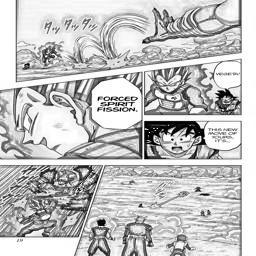 ダッ ダッ ダッ
VEGETA!
FORCED
SPIRIT
FISSION.
THIS NEW
MOVE OF
YOURS,
IT'S...